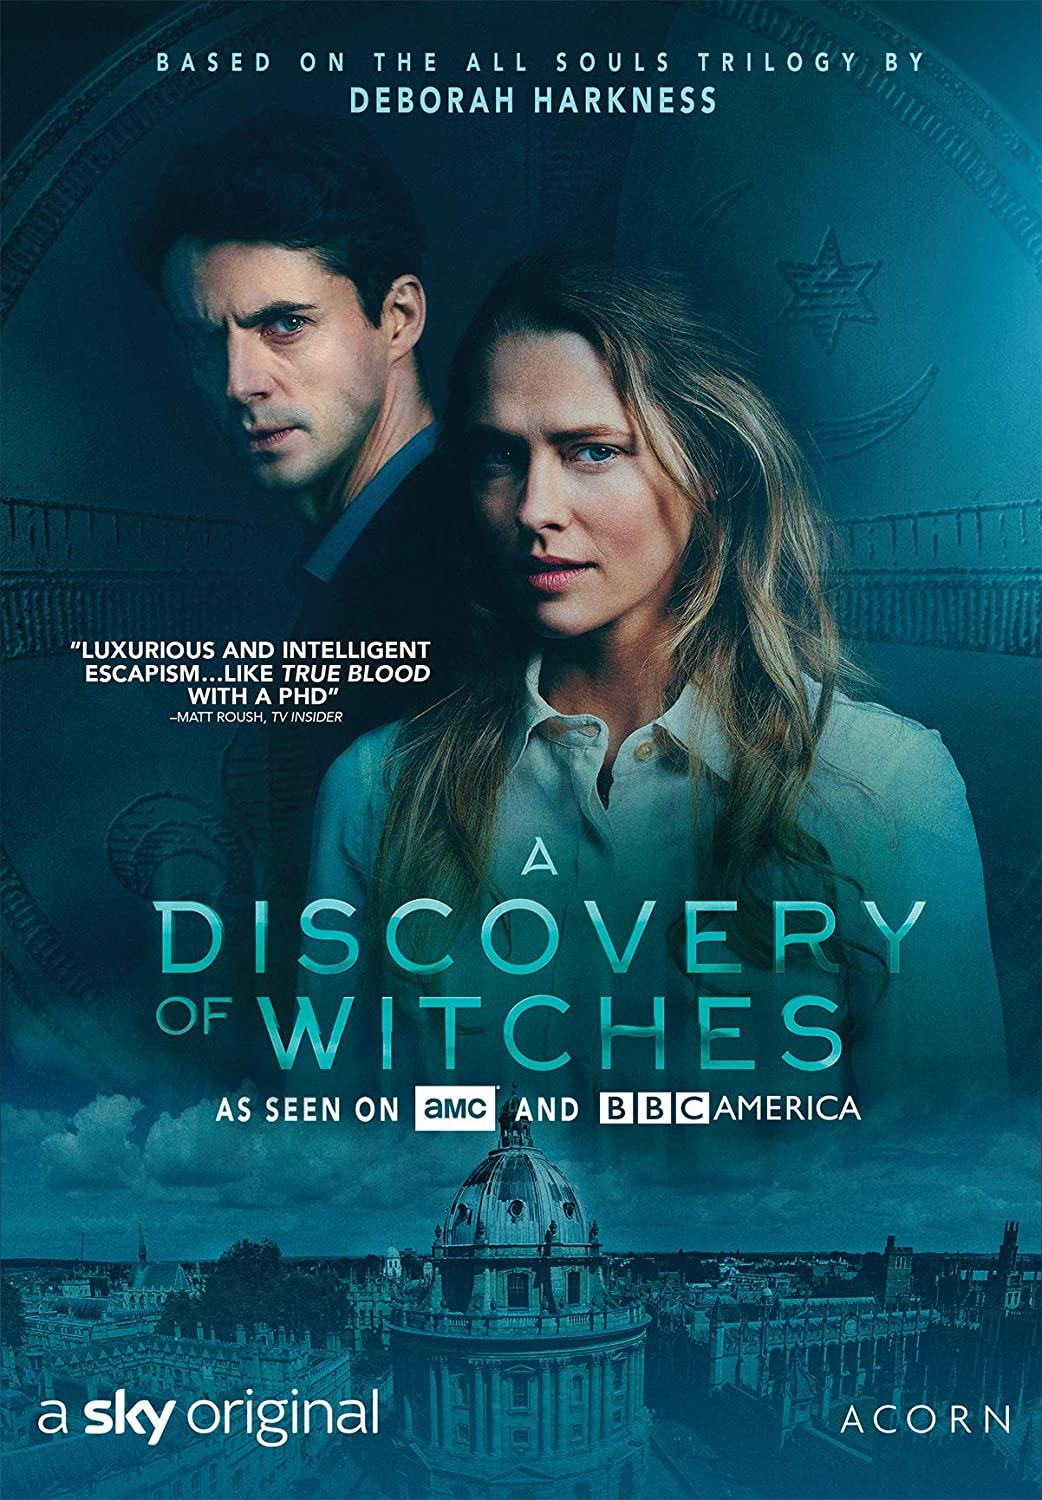 BASED ON THE ALL SOULS TRILOGY BY
DEBORAH HARKNESS
"LUXURIOUS AND INTELLIGENT
ESCAPISM...LIKE TRUE BLOOD
WITH A PHD"
–MATT ROUSH, TV INSIDER
A
DISCOVERY
OF WITCHES
AS SEEN ON aMC AND BBC AMERICA
a sky original
ACORN